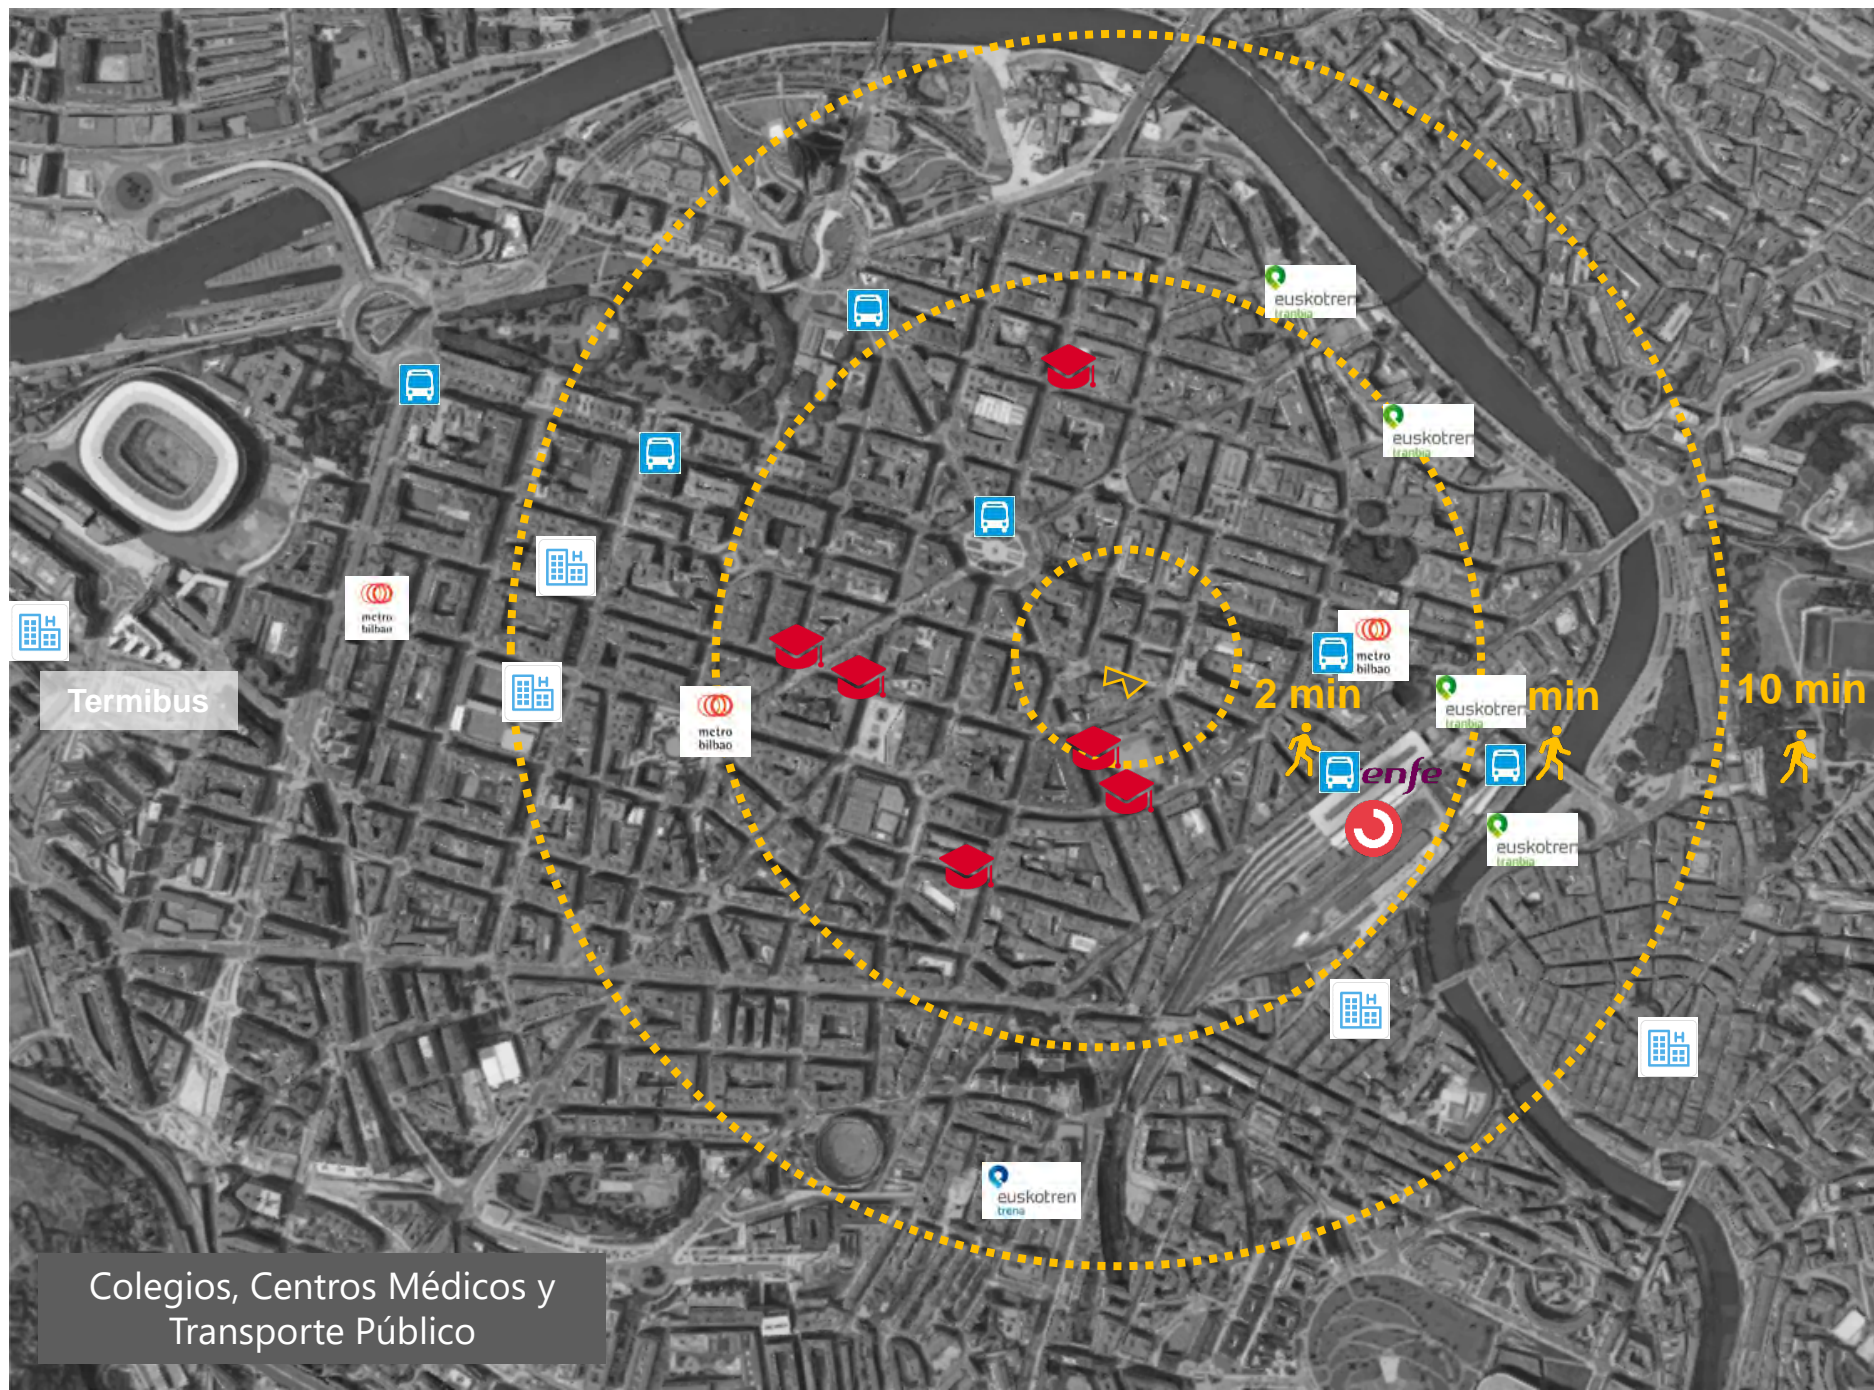 euskotren
tranbia
euskotren
tranbia
H
metro
bilbao
H
metro
bilbao
Termibus
H
metro
bilbao
2 min
euskotren
tranbia
min
10 min
enfe
euskotren
tranbia
H
H
euskotren
trena
Colegios, Centros Médicos y
Transporte Público